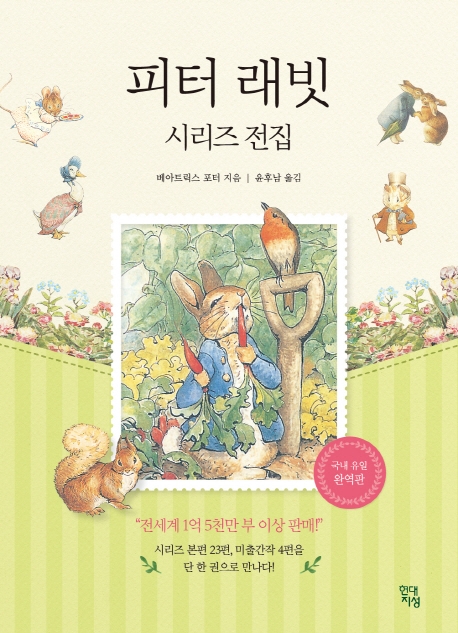 피터 래빗
시리즈 전집
베아트릭스 포터 지음 | 윤후남 옮김
국내 유일
완역판
“전세계 1억 5천만 부 이상 판매!”
시리즈 본편 23편, 미출간작 4편을
단 한 권으로 만나다!
현대
지성